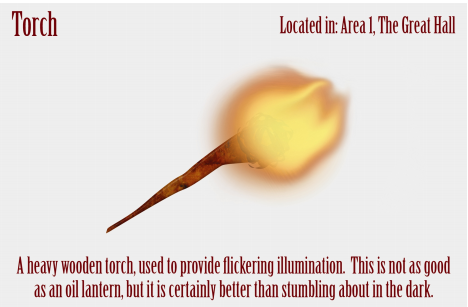 Torch
Located in: Area 1, The Great Hall
A heavy wooden torch, used to provide flickering illumination.  This is not as good
as an oil lantern, but it is certainly better than stumbling about in the dark.